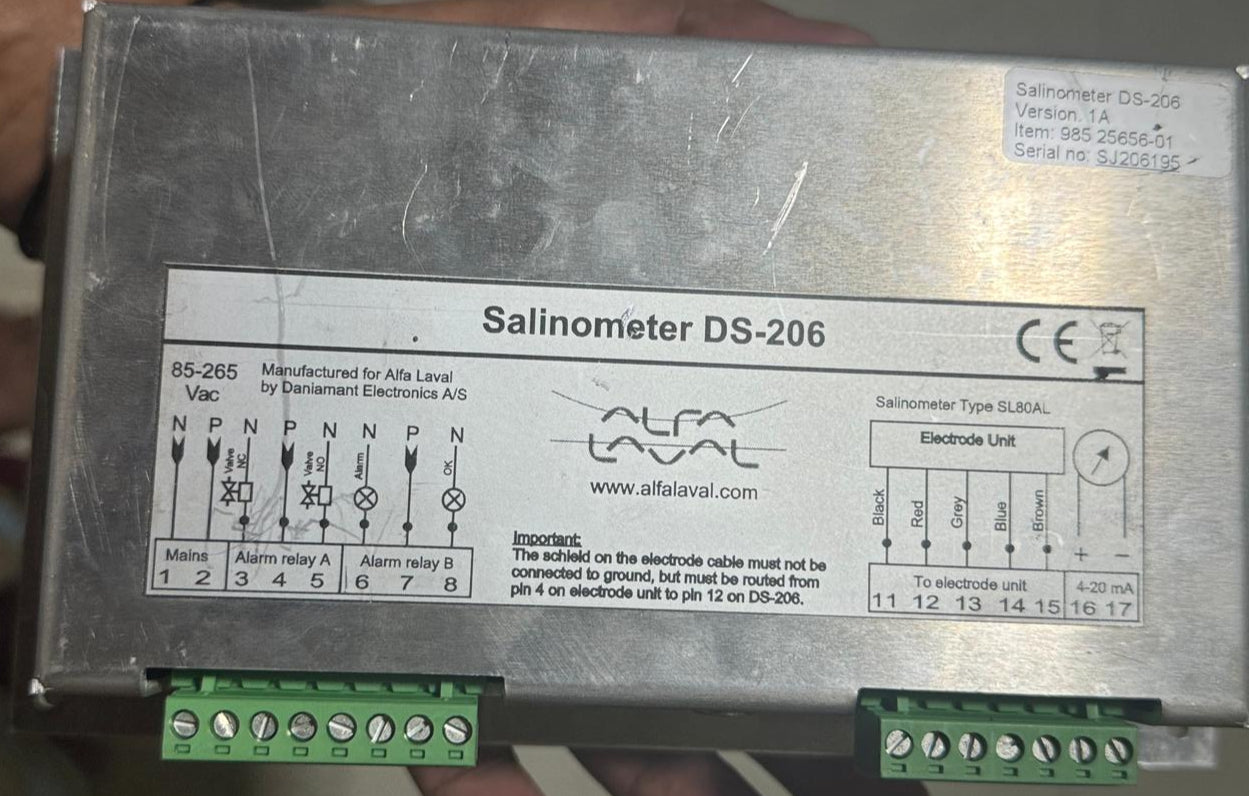 Salinometer DS-206
Version. 1A
Item: 985 25656-01
Serial no: SJ206195
Salinometer DS-206
CE
85-265
Vac
Manufactured for Alfa Laval
by Daniamant Electronics A/S
N P N P N N P N
Valve
NC
Valve
NO
Alarm
OK
Mains
Alarm relay A
Alarm relay B
1 2 3 4 5 6 7 8
ALFA
LAVAL
www.alfalaval.com
Important:
The schield on the electrode cable must not be
connected to ground, but must be routed from
pin 4 on electrode unit to pin 12 on DS-206.
Salinometer Type SL80AL
Electrode Unit
Black
Red
Grey
Blue
Brown
+ −
To electrode unit
4-20 mA
11 12 13 14 15 16 17